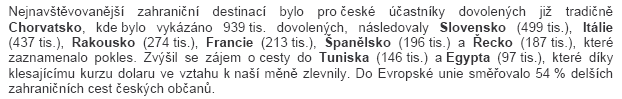 Nejnavštěvovanější zahraniční destinací bylo pro české účastníky dovolených již tradičně
Chorvatsko, kde bylo vykázáno 939 tis. dovolených, následovaly Slovensko (499 tis.), Itálie
(437 tis.), Rakousko (274 tis.), Francie (213 tis.), Španělsko (196 tis.) a Řecko (187 tis.), které
zaznamenalo pokles. Zvýšil se zájem o cesty do Tuniska (146 tis.) a Egypta (97 tis.), které díky
klesajícímu kurzu dolaru ve vztahu k naší měně zlevnily. Do Evropské unie směřovalo 54 % delších
zahraničních cest českých občanů.